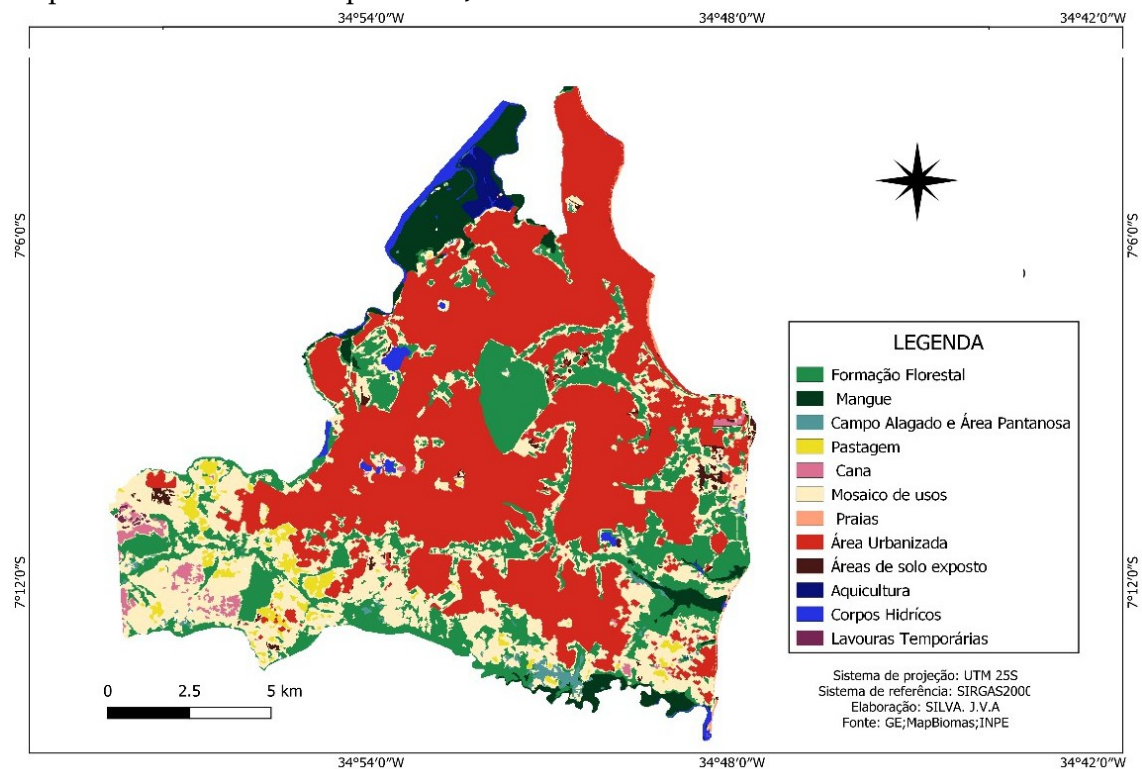 34°54'0"W
34°48'0"W
34°42'0"W
7°6'0"S
7°6'0"S
LEGENDA
Formação Florestal
Mangue
Campo Alagado e Área Pantanosa
Pastagem
Cana
Mosaico de usos
Praias
Área Urbanizada
Áreas de solo exposto
Aquicultura
Corpos Hidrícos
Lavouras Temporárias
7°12'0"S
7°12'0"S
0 2.5 5 km
Sistema de projeção: UTM 25S
Sistema de referência: SIRGAS200
Elaboração: SILVA. J.V.A
Fonte: GE;MapBiomas;INPE
34°54'0"W
34°48'0"W
34°42'0"W